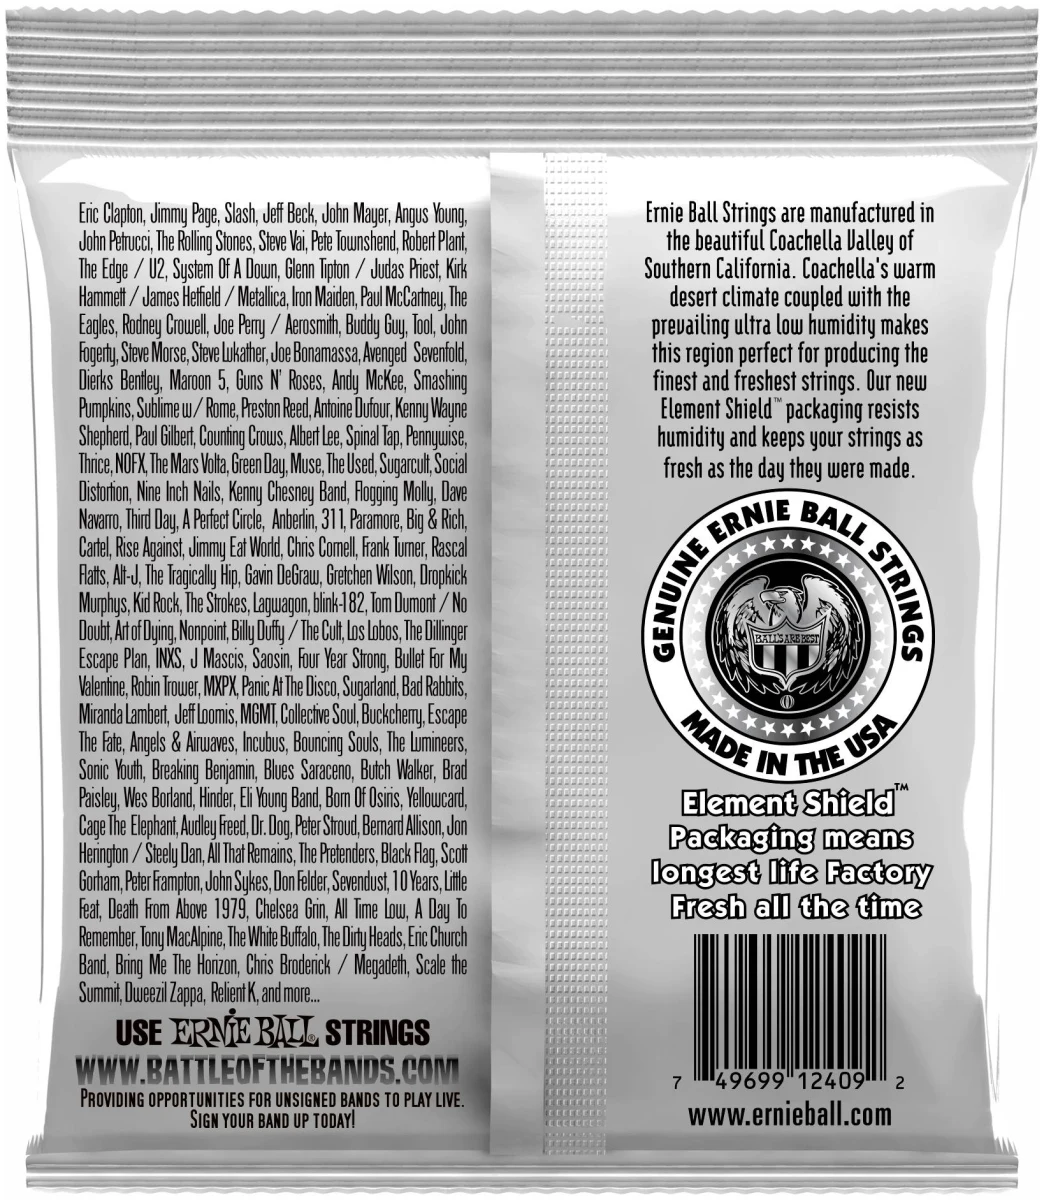 Eric Clapton, Jimmy Page, Slash, Jeff Beck, John Mayer, Angus Young,
John Petrucci, The Rolling Stones, Steve Vai, Pete Townshend, Robert Plant,
The Edge / U2, System Of A Down, Glenn Tipton / Judas Priest, Kirk
Hammett / James Hetfield / Metallica, Iron Maiden, Paul McCartney, The
Eagles, Rodney Crowell, Joe Perry / Aerosmith, Buddy Guy, Tool, John
Fogerty, Steve Morse, Steve Lukather, Joe Bonamassa, Avenged Sevenfold,
Dierks Bentley, Maroon 5, Guns N' Roses, Andy McKee, Smashing
Pumpkins, Sublime w/ Rome, Preston Reed, Antoine Dufour, Kenny Wayne
Shepherd, Paul Gilbert, Counting Crows, Albert Lee, Spinal Tap, Pennywise,
Thrice, NOFX, The Mars Volta, Green Day, Muse, The Used, Sugarcult, Social
Distortion, Nine Inch Nails, Kenny Chesney Band, Flogging Molly, Dave
Navarro, Third Day, A Perfect Circle, Anberlin, 311, Paramore, Big & Rich,
Cartel, Rise Against, Jimmy Eat World, Chris Cornell, Frank Turner, Rascal
Flatts, Alt-J, The Tragically Hip, Gavin DeGraw, Gretchen Wilson, Dropkick
Murphys, Kid Rock, The Strokes, Lagwagon, blink-182, Tom Dumont / No
Doubt, Art of Dying, Nonpoint, Billy Duffy / The Cult, Los Lobos, The Dillinger
Escape Plan, INXS, J Mascis, Saosin, Four Year Strong, Bullet For My
Valentine, Robin Trower, MXPX, Panic At The Disco, Sugarland, Bad Rabbits,
Miranda Lambert, Jeff Loomis, MGMT, Collective Soul, Buckcherry, Escape
The Fate, Angels & Airwaves, Incubus, Bouncing Souls, The Lumineers,
Sonic Youth, Breaking Benjamin, Blues Saraceno, Butch Walker, Brad
Paisley, Wes Borland, Hinder, Eli Young Band, Born Of Osiris, Yellowcard,
Cage The Elephant, Audley Freed, Dr. Dog, Peter Stroud, Bernard Allison, Jon
Herington / Steely Dan, All That Remains, The Pretenders, Black Flag, Scott
Gorham, Peter Frampton, John Sykes, Don Felder, Sevendust, 10 Years, Little
Feat, Death From Above 1979, Chelsea Grin, All Time Low, A Day To
Remember, Tony MacAlpine, The White Buffalo, The Dirty Heads, Eric Church
Band, Bring Me The Horizon, Chris Broderick / Megadeth, Scale the
Summit, Dweezil Zappa, Relient K, and more...
USE ERNIE BALL® STRINGS
WWW.BATTLEOFTHEBANDS.COM
PROVIDING OPPORTUNITIES FOR UNSIGNED BANDS TO PLAY LIVE.
SIGN YOUR BAND UP TODAY!
Ernie Ball Strings are manufactured in
the beautiful Coachella Valley of
Southern California. Coachella's warm
desert climate coupled with the
prevailing ultra low humidity makes
this region perfect for producing the
finest and freshest strings. Our new
Element Shield™ packaging resists
humidity and keeps your strings as
fresh as the day they were made.
GENUINE ERNIE BALL STRINGS
BALL'S ARE BEST
MADE IN THE USA
Element Shield™
Packaging means
longest life Factory
Fresh all the time
7 49699 12409 2
www.ernieball.com